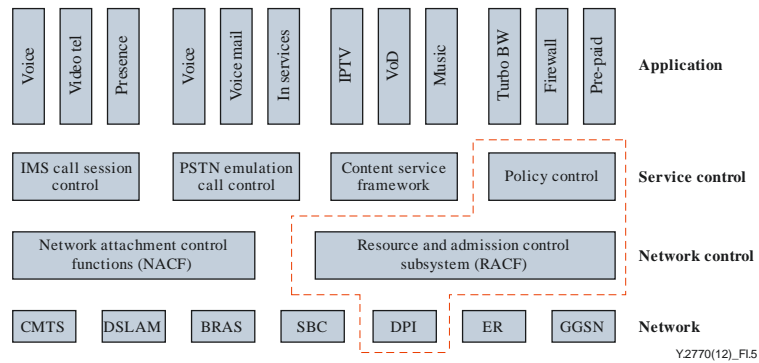 Voice
Video tel
Presence
Voice
Voice mail
In services
IPTV
VoD
Music
Turbo BW
Firewall
Pre-paid
Application
IMS call session
control
PSTN emulation
call control
Content service
framework
Policy control
Service control
Network attachment control
functions (NACF)
Resource and admission control
subsystem (RACF)
Network control
CMTS
DSLAM
BRAS
SBC
DPI
ER
GGSN
Network
Y.2770(12)_FI.5